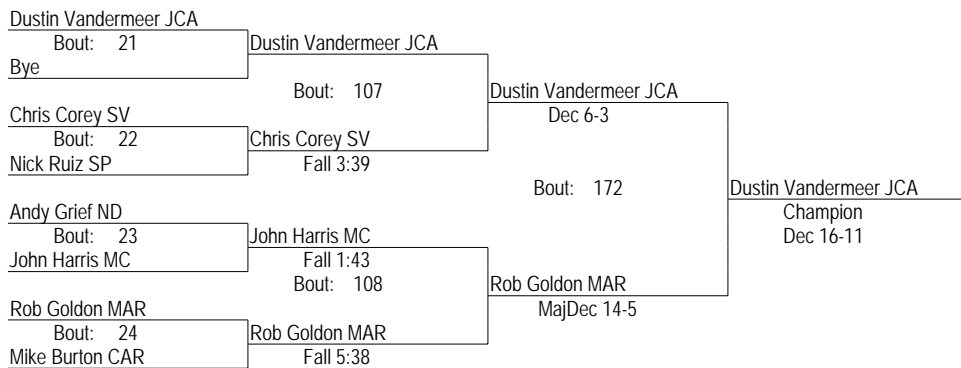 Dustin Vandermeer JCA
Bout: 21
Dustin Vandermeer JCA
Bye
Bout: 107
Dustin Vandermeer JCA
Chris Corey SV
Dec 6-3
Bout: 22
Chris Corey SV
Nick Ruiz SP
Fall 3:39
Bout: 172
Dustin Vandermeer JCA
Andy Grief ND
Champion
Bout: 23
John Harris MC
Dec 16-11
John Harris MC
Fall 1:43
Bout: 108
Rob Goldon MAR
Rob Goldon MAR
MajDec 14-5
Bout: 24
Rob Goldon MAR
Mike Burton CAR
Fall 5:38